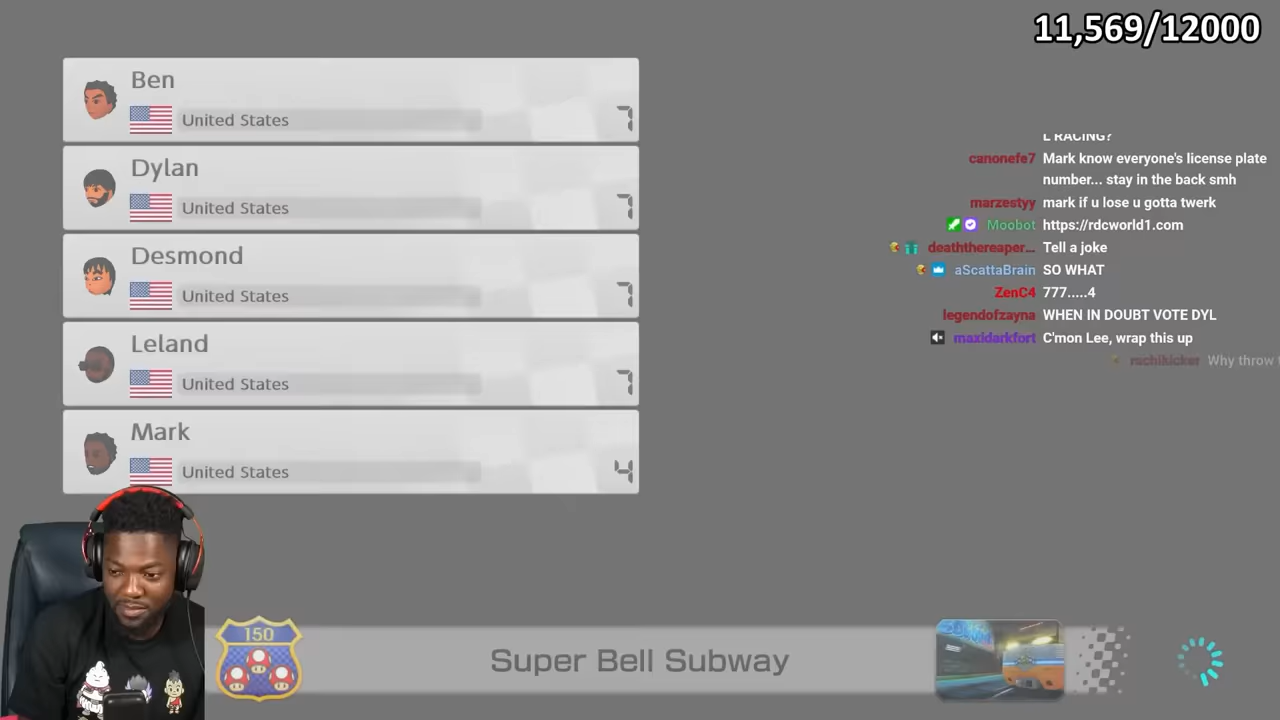 11,569/12000
Ben
United States
7
Dylan
United States
7
Desmond
United States
7
Leland
United States
7
Mark
United States
4
L RACING?
canonefe7 Mark know everyone's license plate
number... stay in the back smh
marzestyy mark if u lose u gotta twerk
Moobot https://rdcworld1.com
deaththereaper... Tell a joke
aScattaBrain SO WHAT
ZenC4 777.....4
legendofzayna WHEN IN DOUBT VOTE DYL
maxidarkfort C'mon Lee, wrap this up
Why throw
150
Super Bell Subway